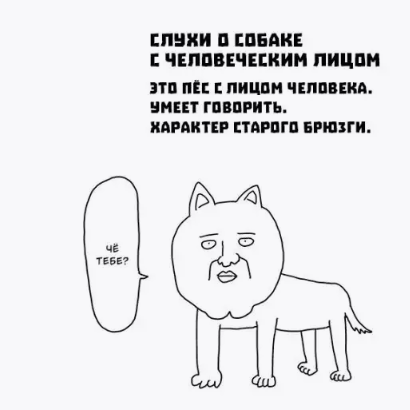 СЛУХИ О СОБАКЕ
С ЧЕЛОВЕЧЕСКИМ ЛИЦОМ
ЭТО ПЁС С ЛИЦОМ ЧЕЛОВЕКА.
УМЕЕТ ГОВОРИТЬ.
ХАРАКТЕР СТАРОГО БРЮЗГИ.
ЧЁ
ТЕБЕ?